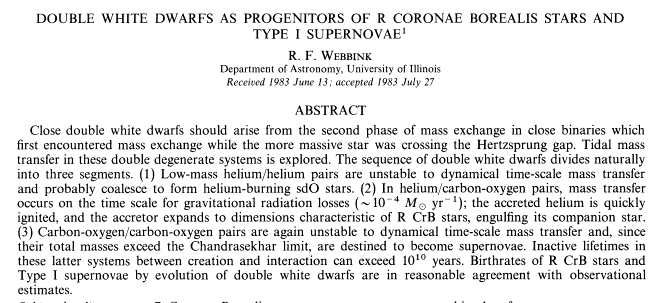 DOUBLE WHITE DWARFS AS PROGENITORS OF R CORONAE BOREALIS STARS AND
TYPE I SUPERNOVAE¹
R. F. WEBBINK
Department of Astronomy, University of Illinois
Received 1983 June 13; accepted 1983 July 27
ABSTRACT
Close double white dwarfs should arise from the second phase of mass exchange in close binaries which
first encountered mass exchange while the more massive star was crossing the Hertzsprung gap. Tidal mass
transfer in these double degenerate systems is explored. The sequence of double white dwarfs divides naturally
into three segments. (1) Low-mass helium/helium pairs are unstable to dynamical time-scale mass transfer
and probably coalesce to form helium-burning sdO stars. (2) In helium/carbon-oxygen pairs, mass transfer
occurs on the time scale for gravitational radiation losses (~10⁻⁴ M⊙ yr⁻¹); the accreted helium is quickly
ignited, and the accretor expands to dimensions characteristic of R CrB stars, engulfing its companion star.
(3) Carbon-oxygen/carbon-oxygen pairs are again unstable to dynamical time-scale mass transfer and, since
their total masses exceed the Chandrasekhar limit, are destined to become supernovae. Inactive lifetimes in
these latter systems between creation and interaction can exceed 10¹⁰ years. Birthrates of R CrB stars and
Type I supernovae by evolution of double white dwarfs are in reasonable agreement with observational
estimates.